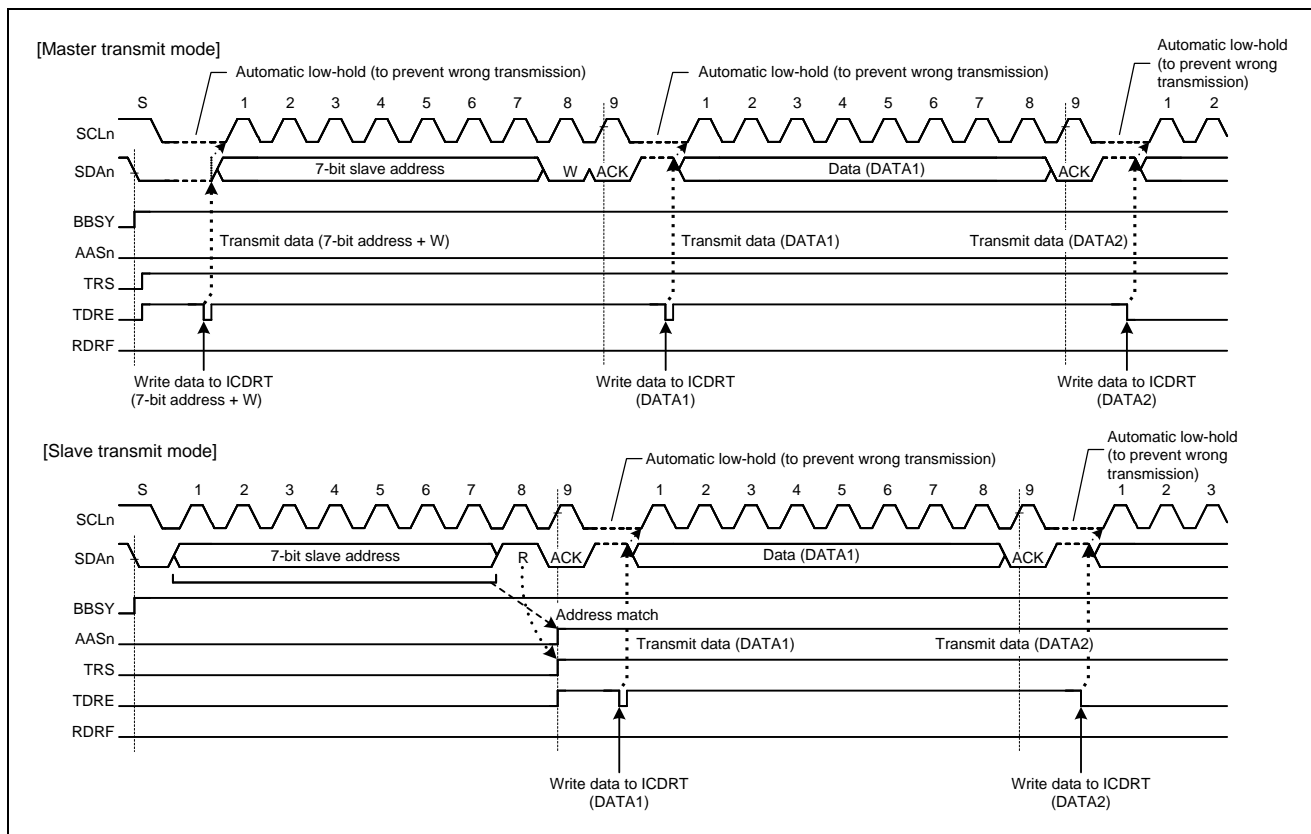 [Master transmit mode]
Automatic low-hold (to prevent wrong transmission)
Automatic low-hold (to prevent wrong transmission)
Automatic low-hold
(to prevent wrong
transmission)
S 1 2 3 4 5 6 7 8 9 1 2 3 4 5 6 7 8 9 1 2
SCLn
SDAn 7-bit slave address W ACK Data (DATA1) ACK
BBSY
Transmit data (7-bit address + W) Transmit data (DATA1) Transmit data (DATA2)
AASn
TRS
TDRE
RDRF
Write data to ICDRT
(7-bit address + W)
Write data to ICDRT
(DATA1)
Write data to ICDRT
(DATA2)
[Slave transmit mode]
Automatic low-hold (to prevent wrong transmission)
Automatic low-hold
(to prevent wrong
transmission)
S 1 2 3 4 5 6 7 8 9 1 2 3 4 5 6 7 8 9 1 2 3
SCLn
SDAn 7-bit slave address R ACK Data (DATA1) ACK
BBSY
Address match
AASn
Transmit data (DATA1) Transmit data (DATA2)
TRS
TDRE
RDRF
Write data to ICDRT
(DATA1)
Write data to ICDRT
(DATA2)